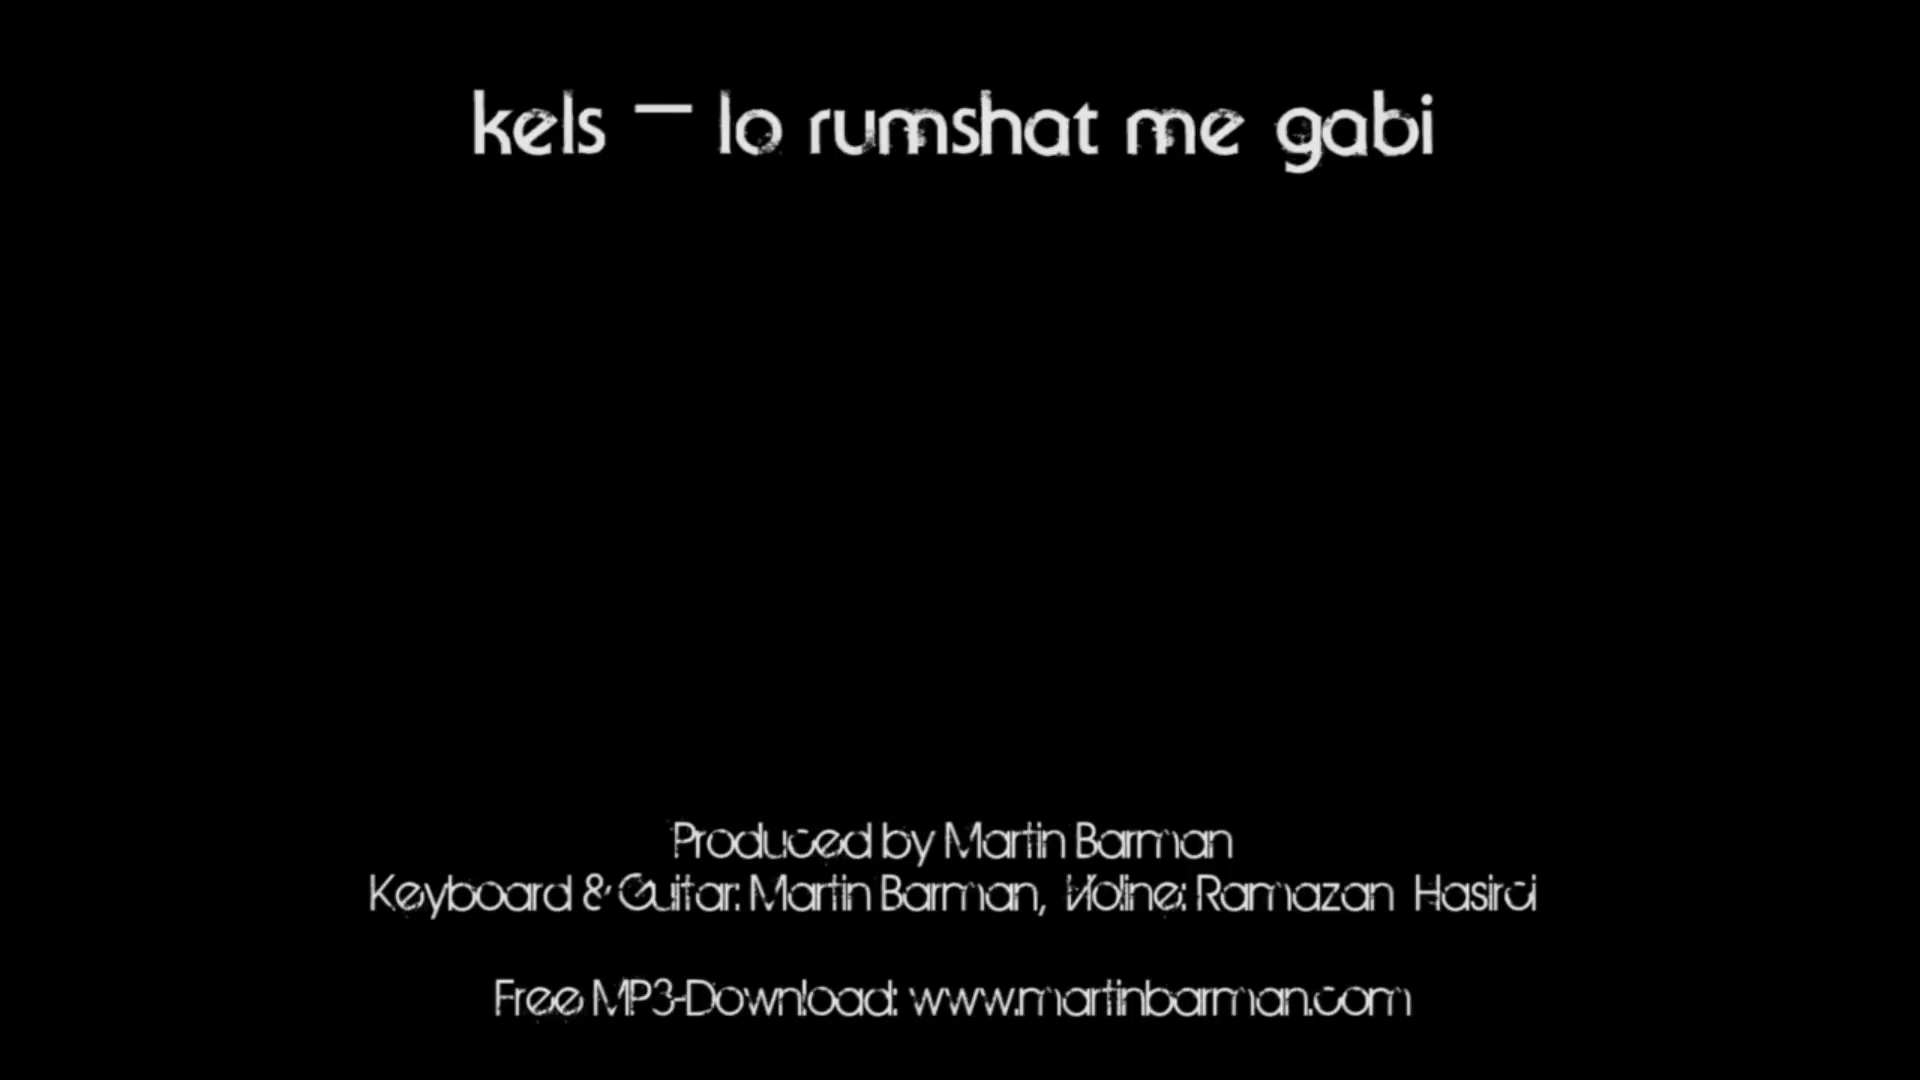 kels – lo rumshat me gabi
Produced by Martin Barman
Keyboard & Guitar: Martin Barman, Violine: Ramazan Hasirci
Free MP3-Download: www.martinbarman.com